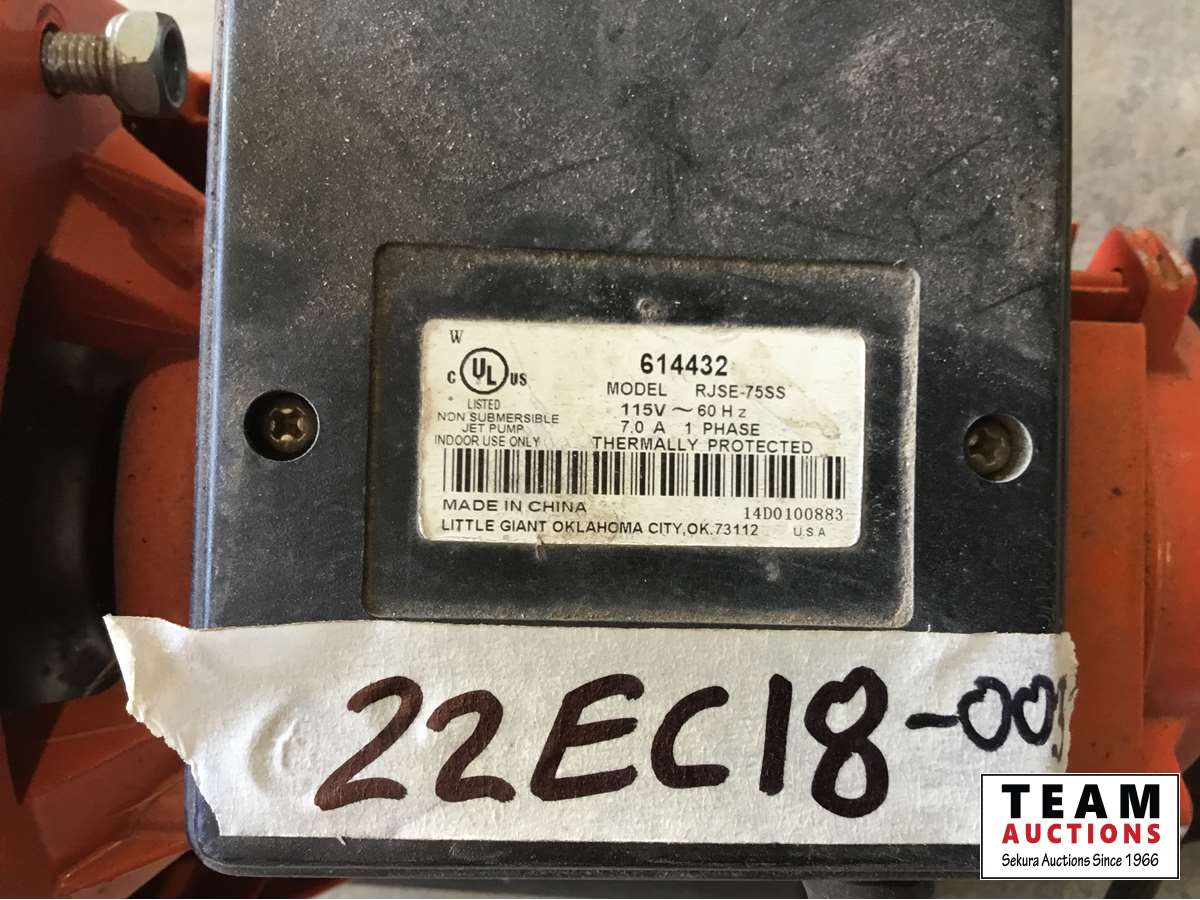 W
C UL US
LISTED
NON SUBMERSIBLE
JET PUMP
INDOOR USE ONLY
614432
MODEL RJSE-75SS
115V ~ 60 Hz
7.0 A 1 PHASE
THERMALLY PROTECTED
MADE IN CHINA 14D0100883
LITTLE GIANT OKLAHOMA CITY,OK.73112 U.S.A
22EC18-009
TEAM
AUCTIONS
Sekura Auctions Since 1966